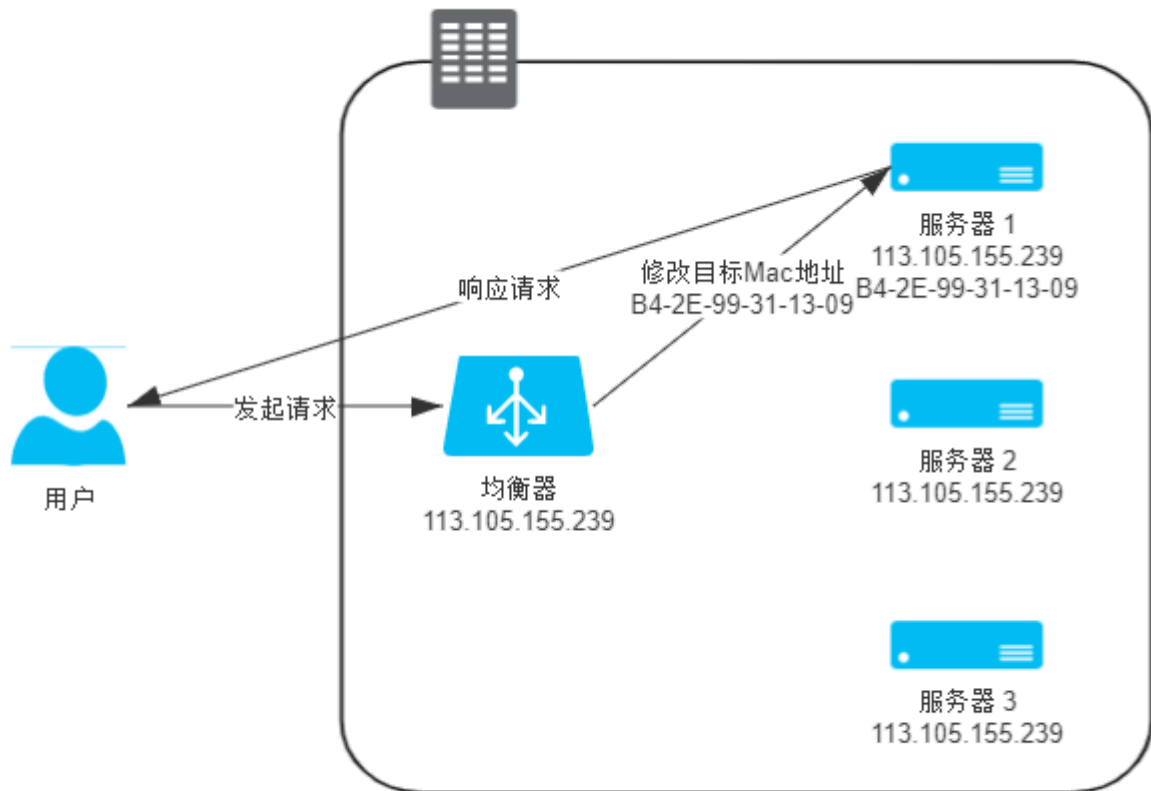 服务器 1
113.105.155.239
B4-2E-99-31-13-09
修改目标Mac地址
B4-2E-99-31-13-09
响应请求
发起请求
用户
均衡器
113.105.155.239
服务器 2
113.105.155.239
服务器 3
113.105.155.239